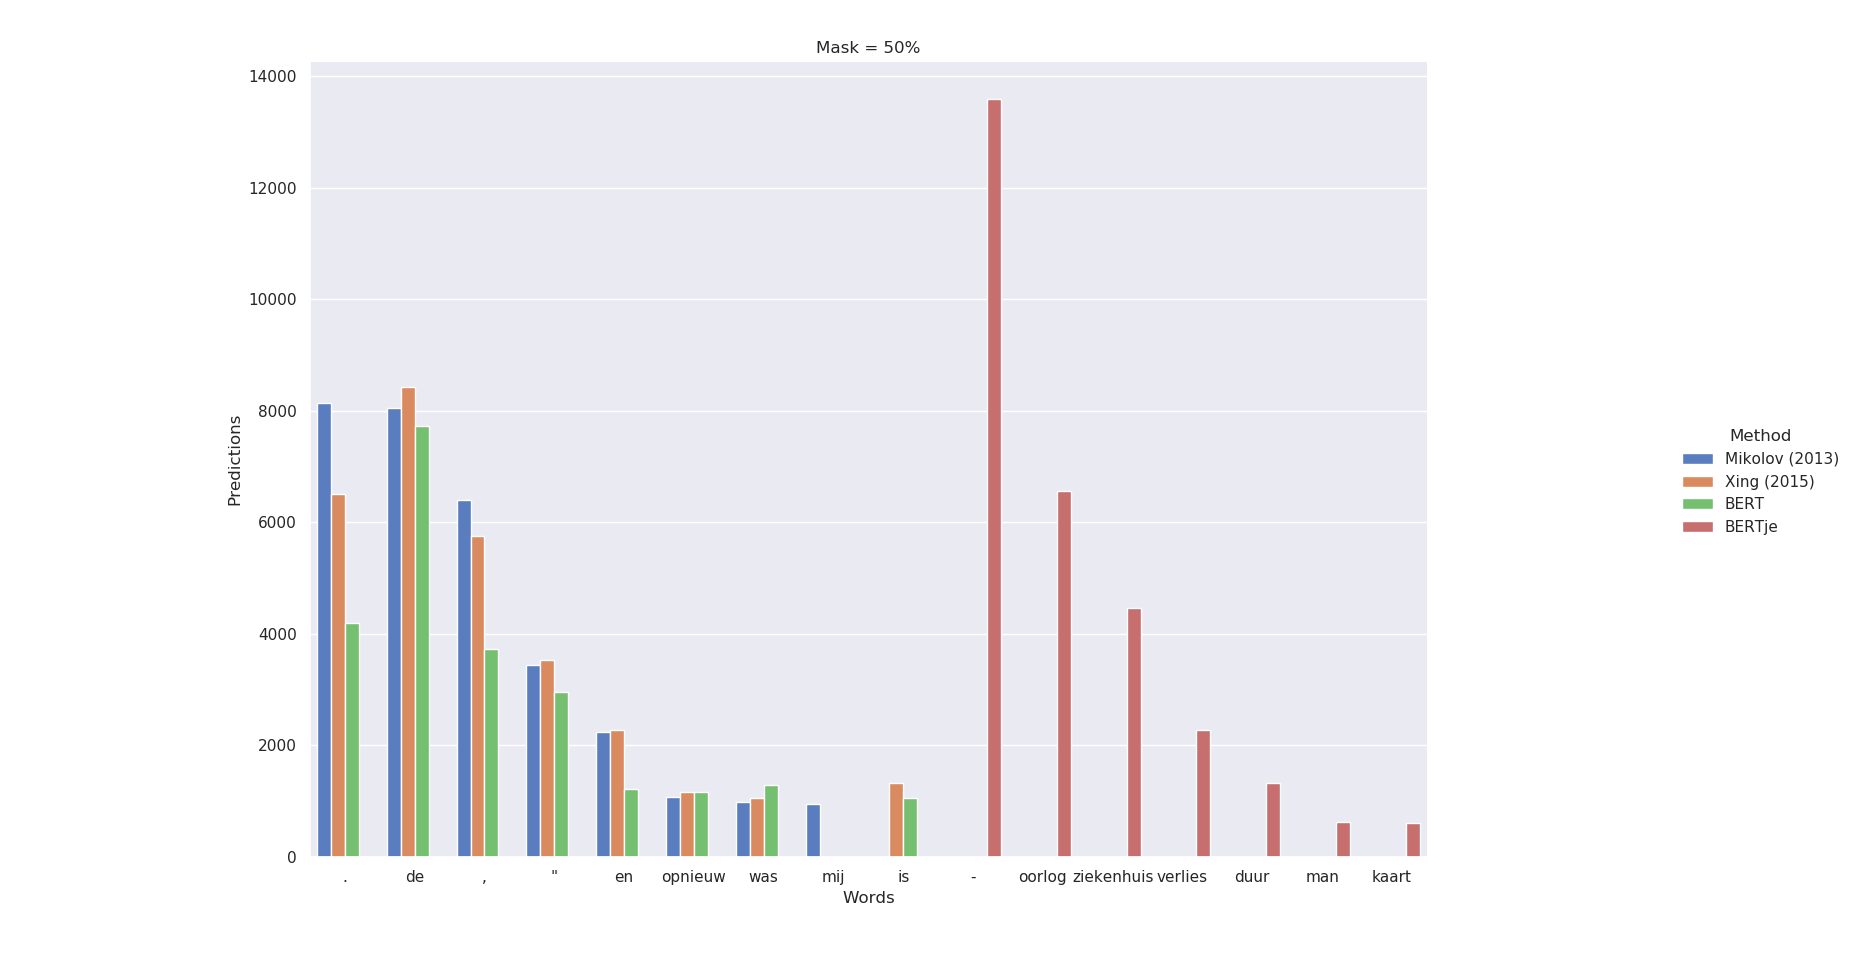 Mask = 50%
14000
12000
10000
8000
6000
4000
2000
0
Predictions
. de , " en opnieuw was mij is - oorlog ziekenhuis verlies duur man kaart
Words
Method
Mikolov (2013)
Xing (2015)
BERT
BERTje